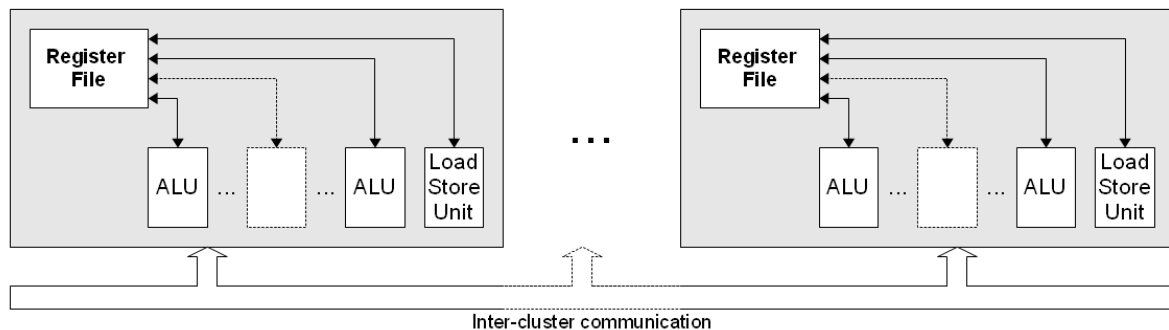 Register
File
ALU
...
...
ALU
Load
Store
Unit
...
Register
File
ALU
...
...
ALU
Load
Store
Unit
Inter-cluster communication